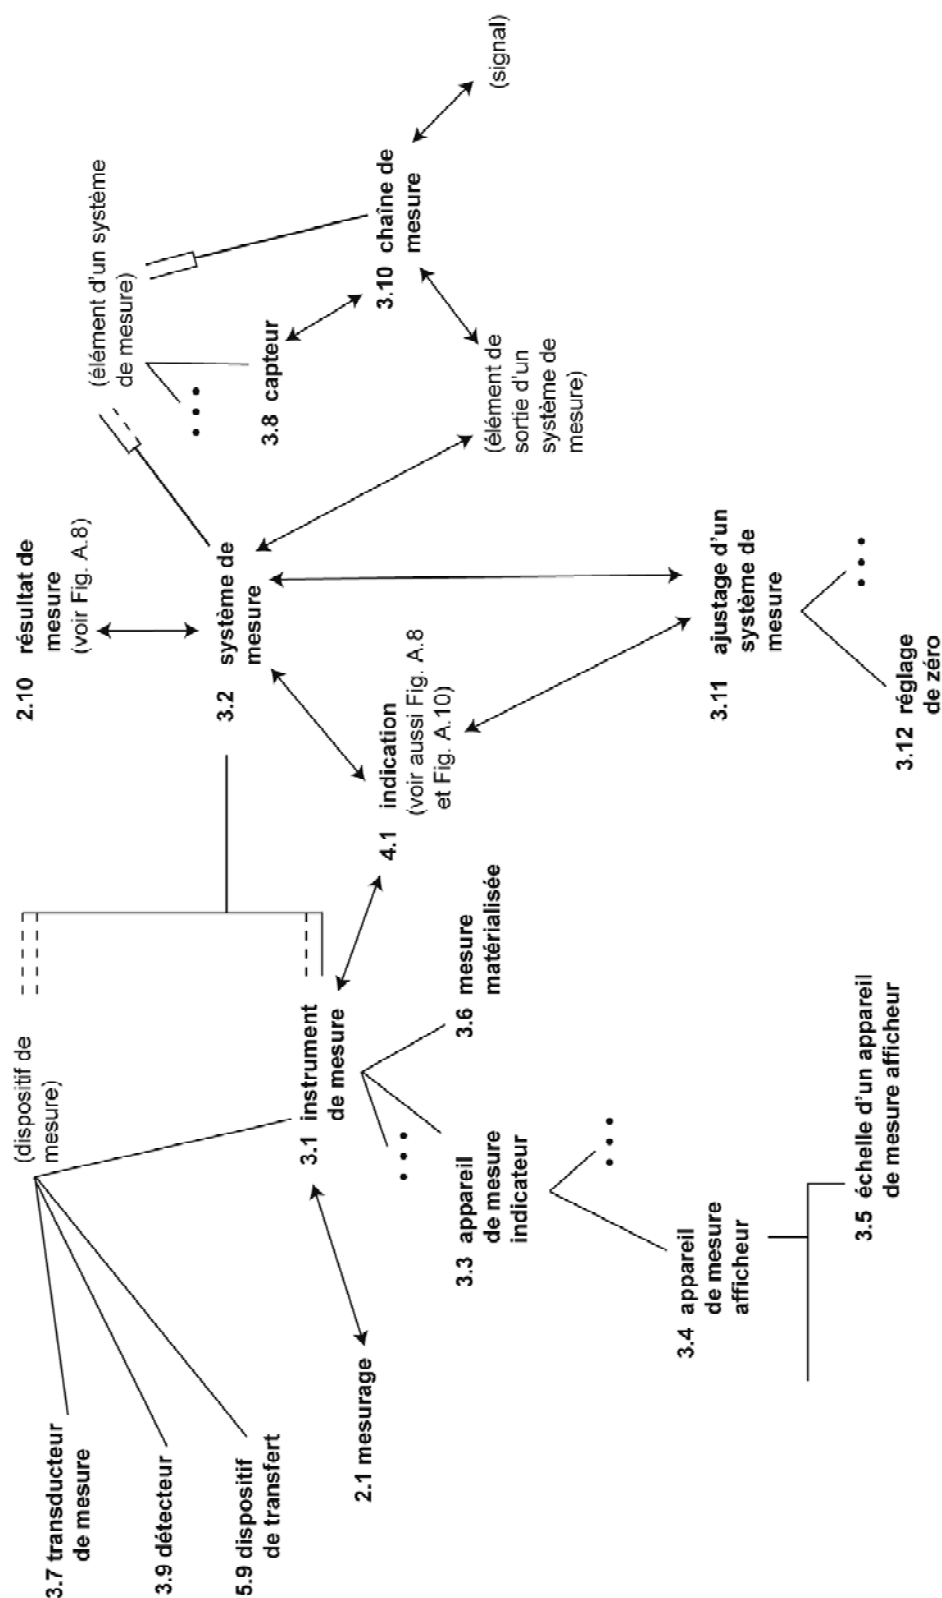 2.10 résultat de
mesure
(voir Fig. A.8)
(élément d'un système
de mesure)
(dispositif de
mesure)
3.7 transducteur
de mesure
3.9 détecteur
5.9 dispositif
de transfert
3.2 système de
mesure
3.8 capteur
• • •
3.1 instrument
de mesure
2.1 mesurage
4.1 indication
(voir aussi Fig. A.8
et Fig. A.10)
3.10 chaîne de
mesure
(signal)
(élément de
sortie d'un
système de
mesure)
• • •
3.3 appareil
de mesure
indicateur
3.6 mesure
matérialisée
• • •
3.4 appareil
de mesure
afficheur
3.11 ajustage d'un
système de
mesure
• • •
3.5 échelle d'un appareil
de mesure afficheur
3.12 réglage
de zéro